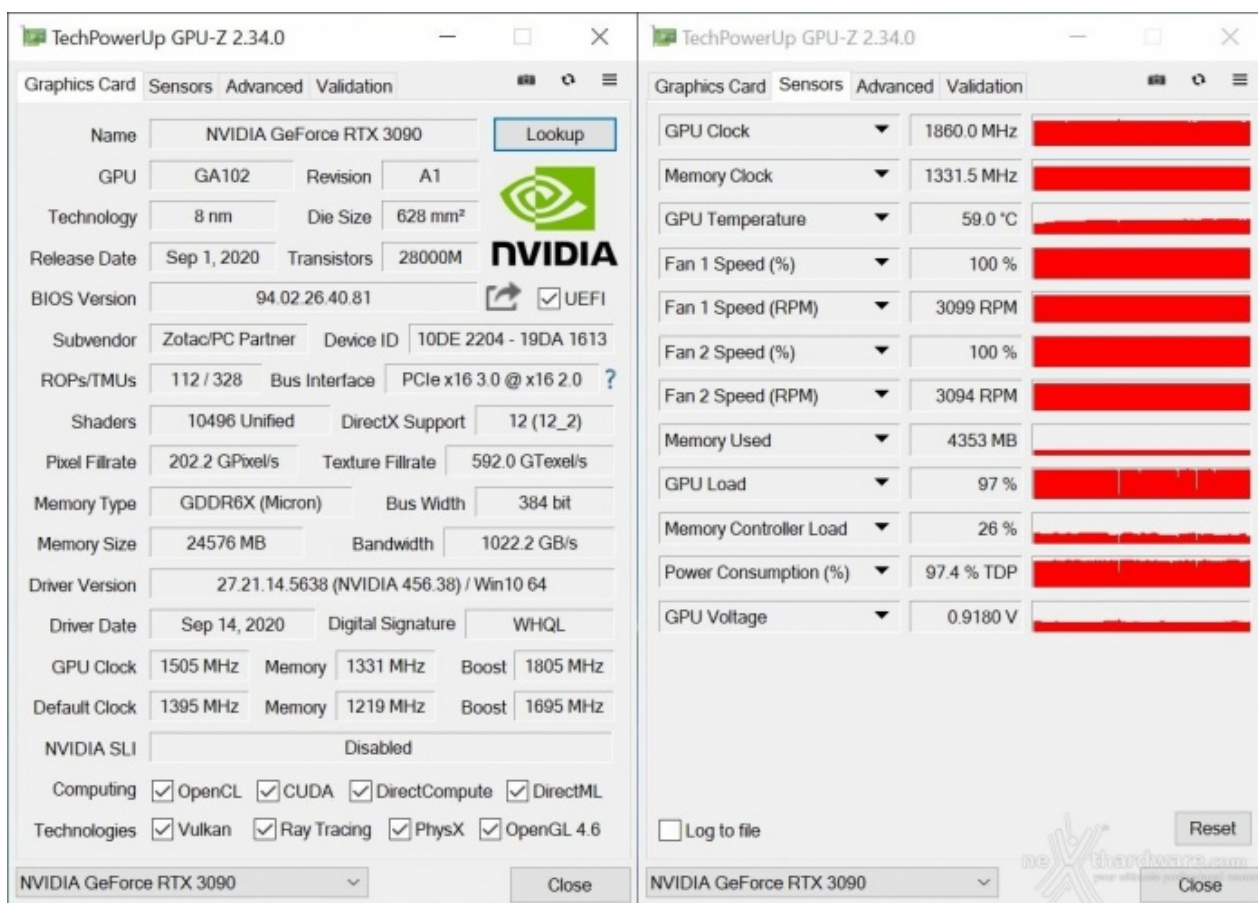 TechPowerUp GPU-Z 2.34.0
Graphics Card Sensors Advanced Validation
Name NVIDIA GeForce RTX 3090 Lookup
GPU GA102 Revision A1
Technology 8 nm Die Size 628 mm²
NVIDIA
Release Date Sep 1, 2020 Transistors 28000M
BIOS Version 94.02.26.40.81 UEFI
Subvendor Zotac/PC Partner Device ID 10DE 2204 - 19DA 1613
ROPs/TMUs 112 / 328 Bus Interface PCIe x16 3.0 @ x16 2.0 ?
Shaders 10496 Unified DirectX Support 12 (12_2)
Pixel Fillrate 202.2 GPixel/s Texture Fillrate 592.0 GTexel/s
Memory Type GDDR6X (Micron) Bus Width 384 bit
Memory Size 24576 MB Bandwidth 1022.2 GB/s
Driver Version 27.21.14.5638 (NVIDIA 456.38) / Win10 64
Driver Date Sep 14, 2020 Digital Signature WHQL
GPU Clock 1505 MHz Memory 1331 MHz Boost 1805 MHz
Default Clock 1395 MHz Memory 1219 MHz Boost 1695 MHz
NVIDIA SLI Disabled
Computing OpenCL CUDA DirectCompute DirectML
Technologies Vulkan Ray Tracing PhysX OpenGL 4.6
NVIDIA GeForce RTX 3090 Close
TechPowerUp GPU-Z 2.34.0
Graphics Card Sensors Advanced Validation
GPU Clock 1860.0 MHz
Memory Clock 1331.5 MHz
GPU Temperature 59.0 °C
Fan 1 Speed (%) 100 %
Fan 1 Speed (RPM) 3099 RPM
Fan 2 Speed (%) 100 %
Fan 2 Speed (RPM) 3094 RPM
Memory Used 4353 MB
GPU Load 97 %
Memory Controller Load 26 %
Power Consumption (%) 97.4 % TDP
GPU Voltage 0.9180 V
Log to file Reset
nexthardware.com
your ultimate professional resource
NVIDIA GeForce RTX 3090 Close